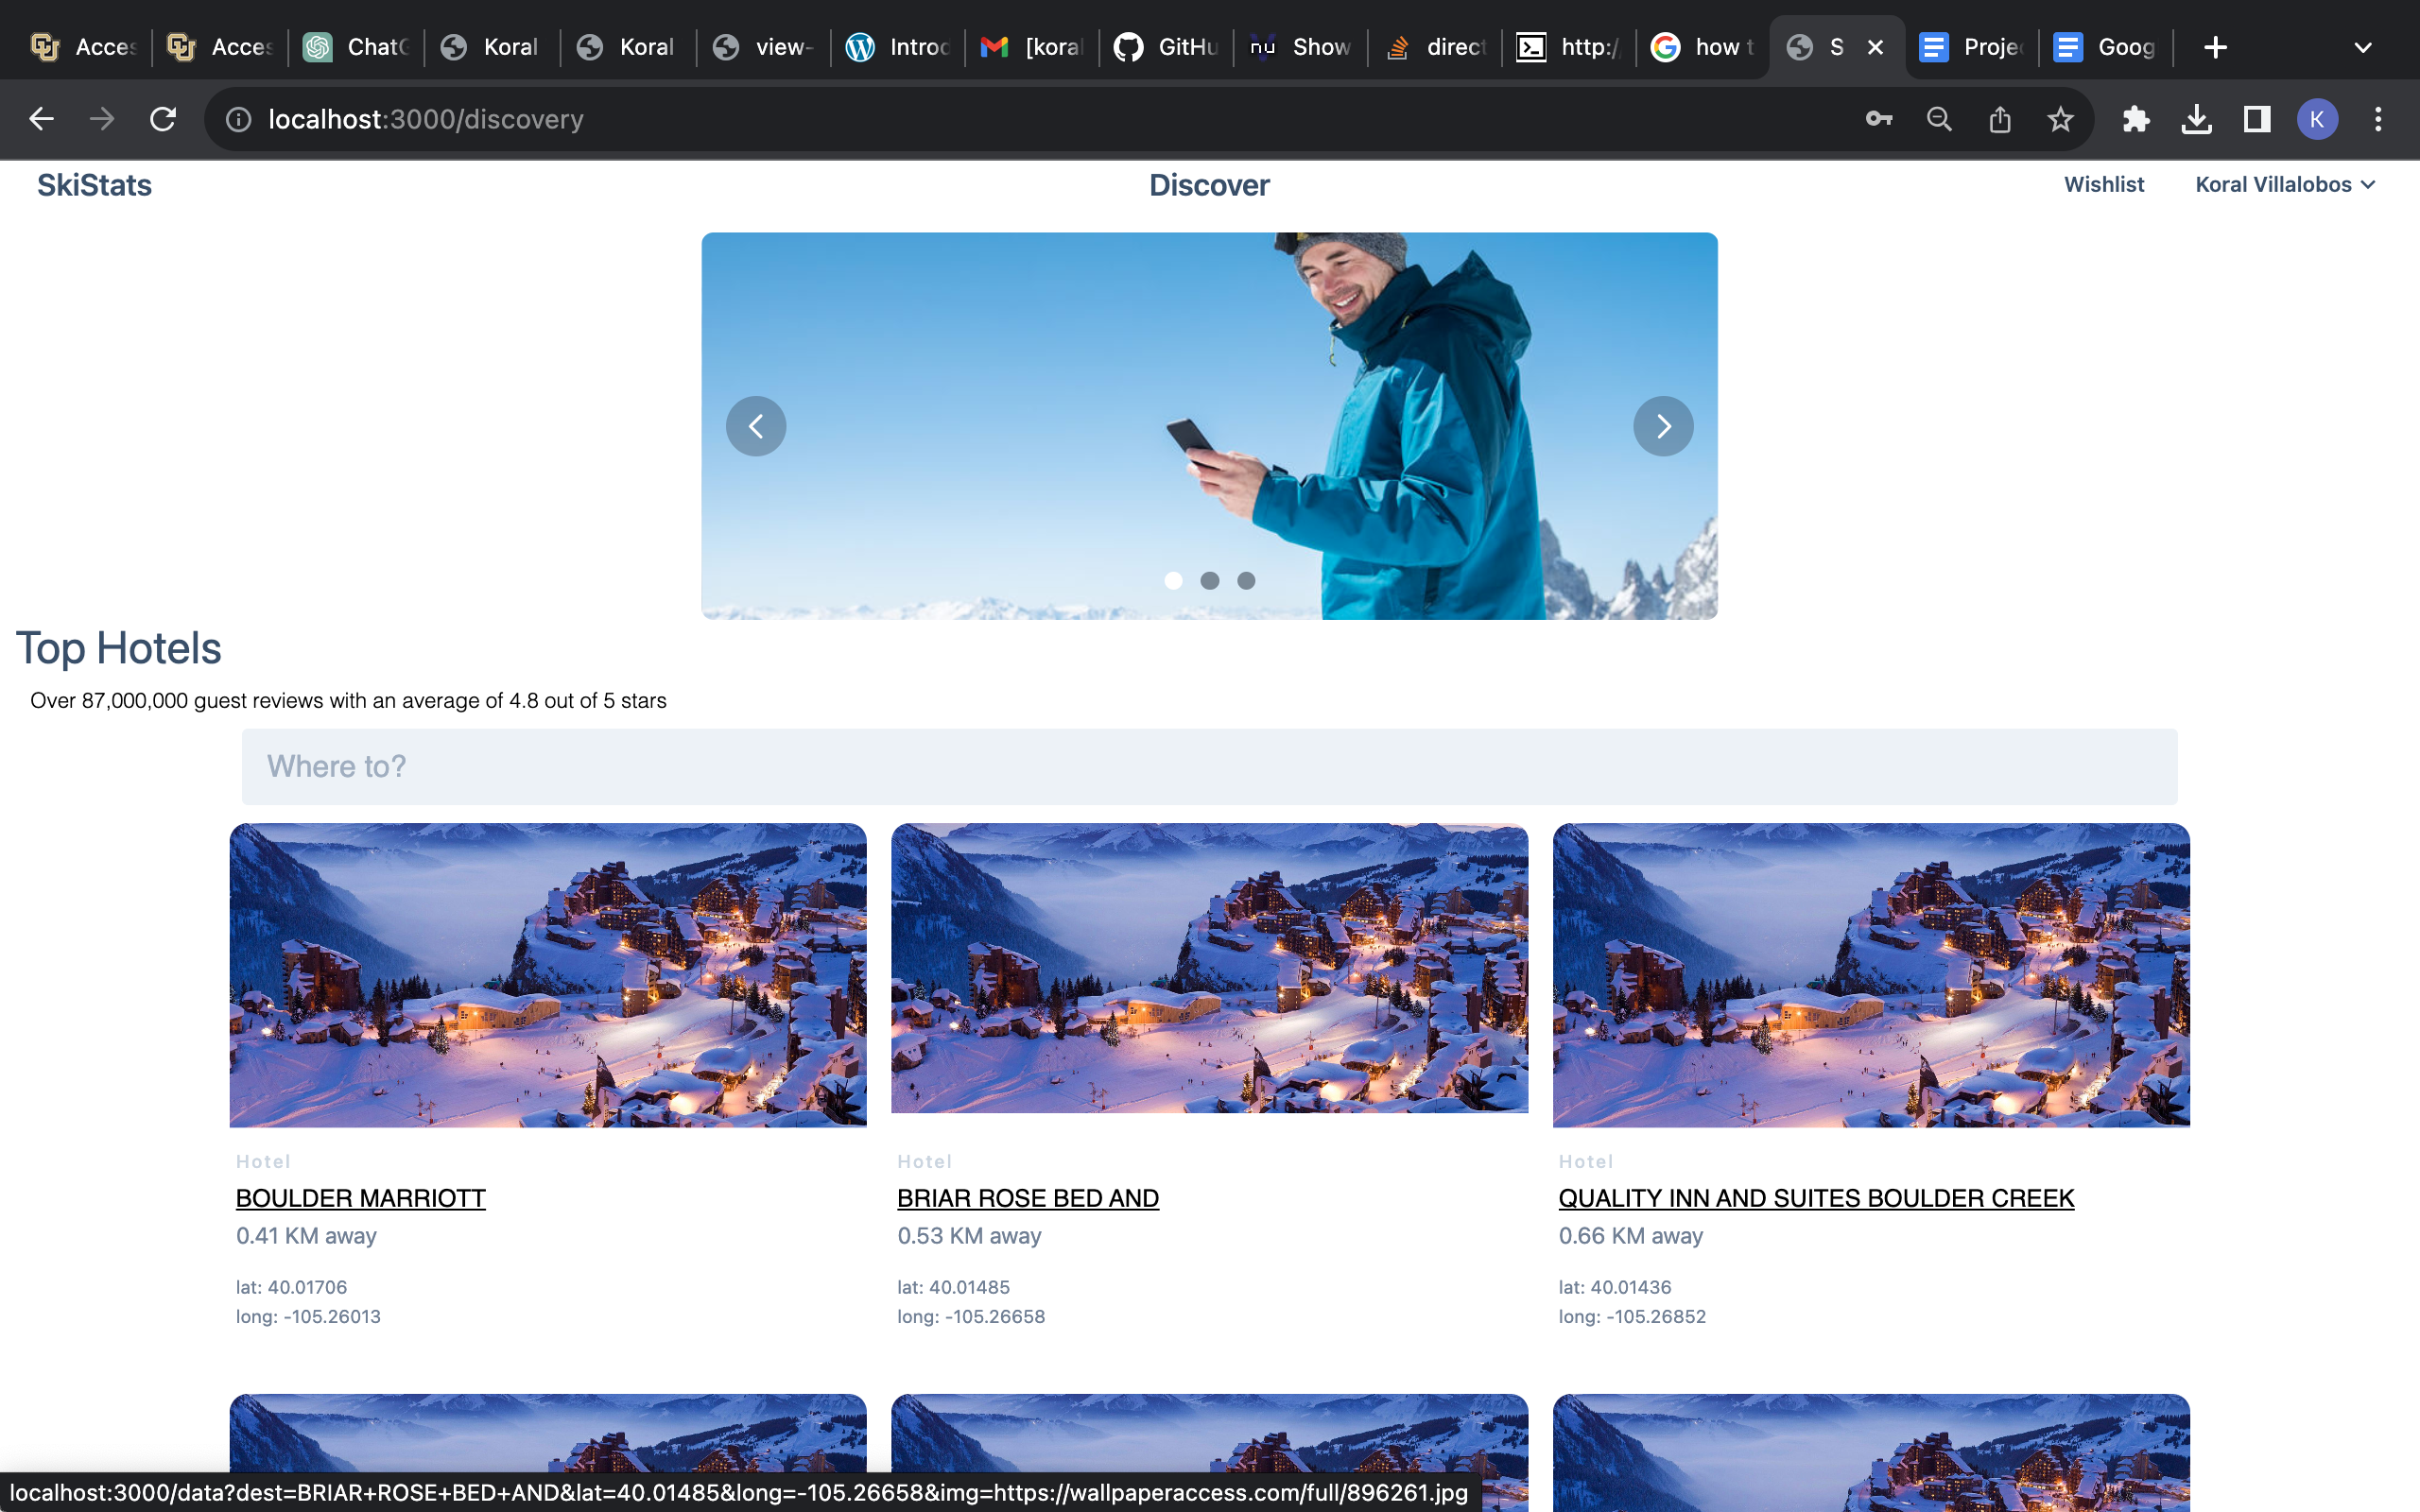 Acces Acces ChatG Koral Koral view- Introd [koral GitHu nu Show direct http:/ how t S Projec Goog
localhost:3000/discovery K
SkiStats Discover Wishlist Koral Villalobos
Top Hotels
Over 87,000,000 guest reviews with an average of 4.8 out of 5 stars
Where to?
Hotel Hotel Hotel
BOULDER MARRIOTT BRIAR ROSE BED AND QUALITY INN AND SUITES BOULDER CREEK
0.41 KM away 0.53 KM away 0.66 KM away
lat: 40.01706 lat: 40.01485 lat: 40.01436
long: -105.26013 long: -105.26658 long: -105.26852
localhost:3000/data?dest=BRIAR+ROSE+BED+AND&lat=40.01485&long=-105.26658&img=https://wallpaperaccess.com/full/896261.jpg